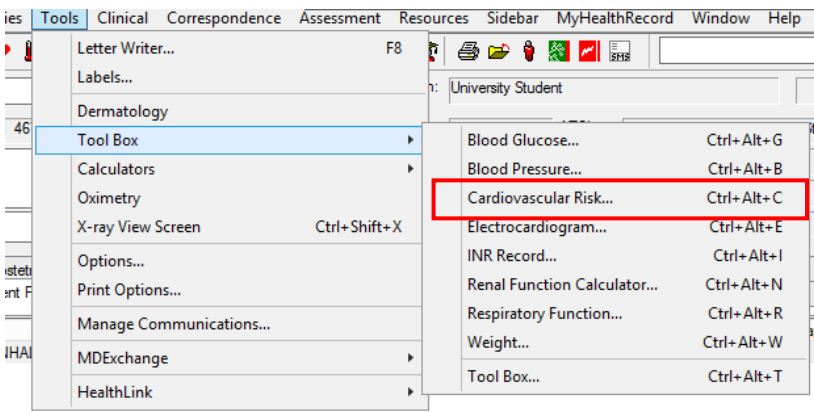 Tools Clinical Correspondence Assessment Resources Sidebar MyHealthRecord Window Help
Letter Writer... F8
SMS
Labels...
University Student
Dermatology
46
Tool Box
Blood Glucose... Ctrl+Alt+G
Calculators
Blood Pressure... Ctrl+Alt+B
Oximetry
Cardiovascular Risk... Ctrl+Alt+C
X-ray View Screen Ctrl+Shift+X
Electrocardiogram... Ctrl+Alt+E
Options...
INR Record... Ctrl+Alt+I
Print Options...
Renal Function Calculator... Ctrl+Alt+N
Manage Communications...
Respiratory Function... Ctrl+Alt+R
MDExchange
Weight... Ctrl+Alt+W
HealthLink
Tool Box... Ctrl+Alt+T